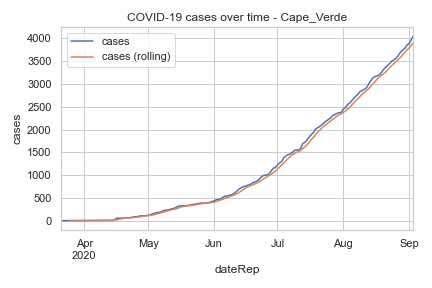 COVID-19 cases over time - Cape_Verde
cases
cases (rolling)
cases
4000
3500
3000
2500
2000
1500
1000
500
0
Apr
2020
May
Jun
Jul
Aug
Sep
dateRep